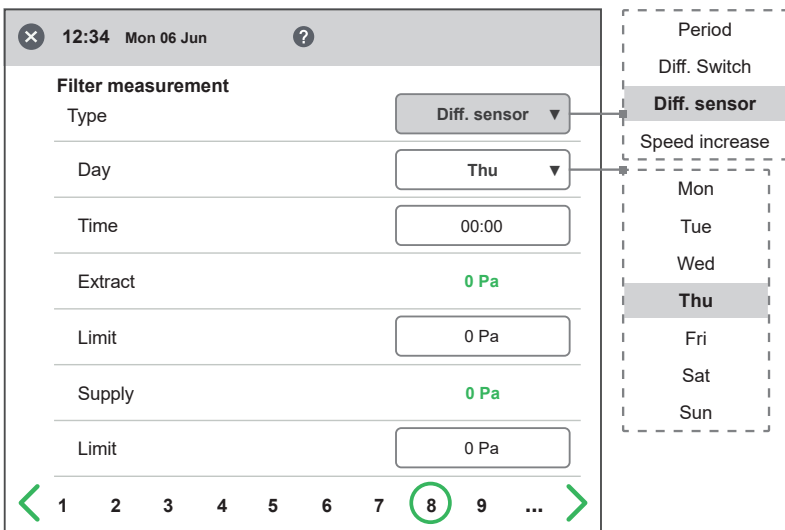 12:34 Mon 06 Jun ?
Filter measurement
Type Diff. sensor ▼
Day Thu ▼
Time 00:00
Extract 0 Pa
Limit 0 Pa
Supply 0 Pa
Limit 0 Pa
1 2 3 4 5 6 7 8 9 ...
Period
Diff. Switch
Diff. sensor
Speed increase
Mon
Tue
Wed
Thu
Fri
Sat
Sun